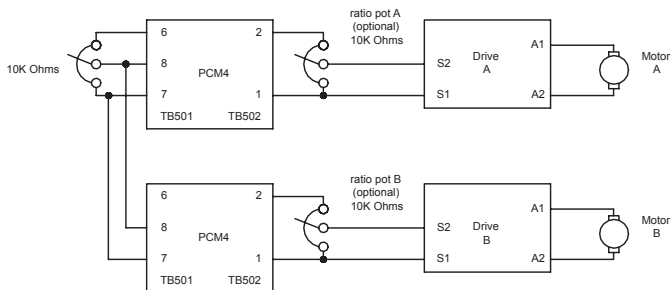 ratio pot A
(optional)
10K Ohms
6
2
A1
Motor
A
10K Ohms
8
PCM4
S2
Drive
A
7
1
S1
A2
TB501
TB502
ratio pot B
(optional)
10K Ohms
6
2
A1
Motor
B
8
PCM4
S2
Drive
B
7
1
S1
A2
TB501
TB502